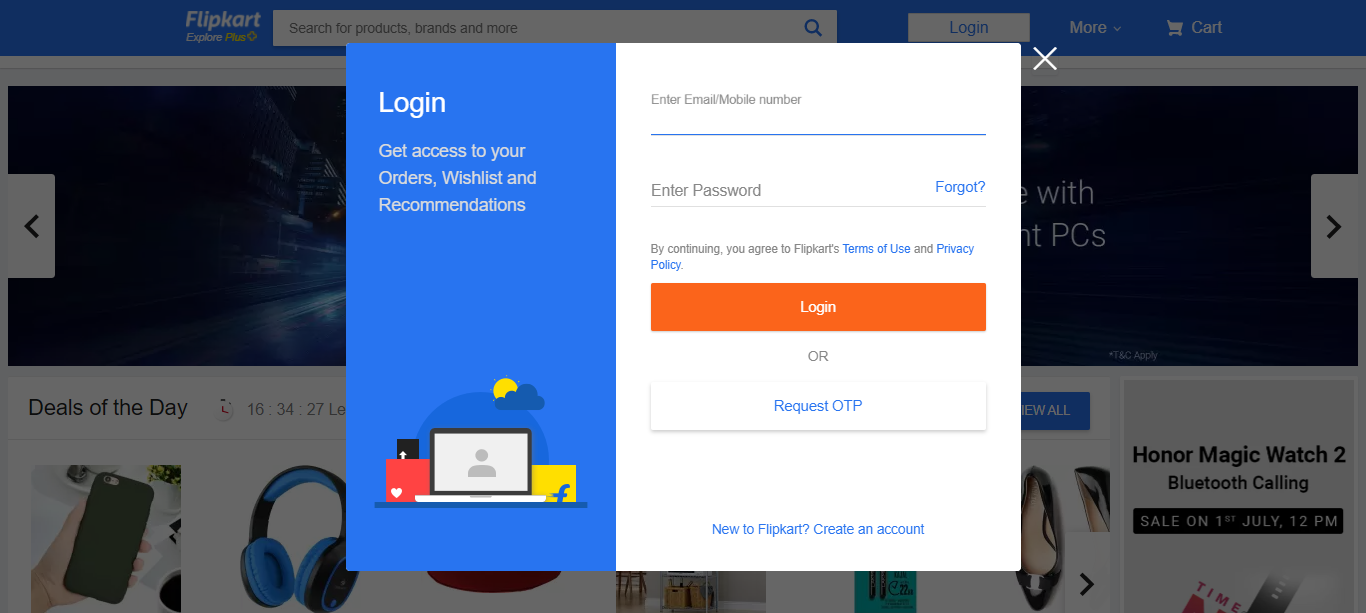 Flipkart
Explore Plus
Search for products, brands and more
Login
More
Cart
Login
Get access to your
Orders, Wishlist and
Recommendations
Enter Email/Mobile number
Enter Password
Forgot?
By continuing, you agree to Flipkart's Terms of Use and Privacy
Policy.
Login
OR
Request OTP
New to Flipkart? Create an account
e with
nt PCs
*T&C Apply
Deals of the Day
16 : 34 : 27 Le
IEW ALL
Honor Magic Watch 2
Bluetooth Calling
SALE ON 1ST JULY, 12 PM
TIME